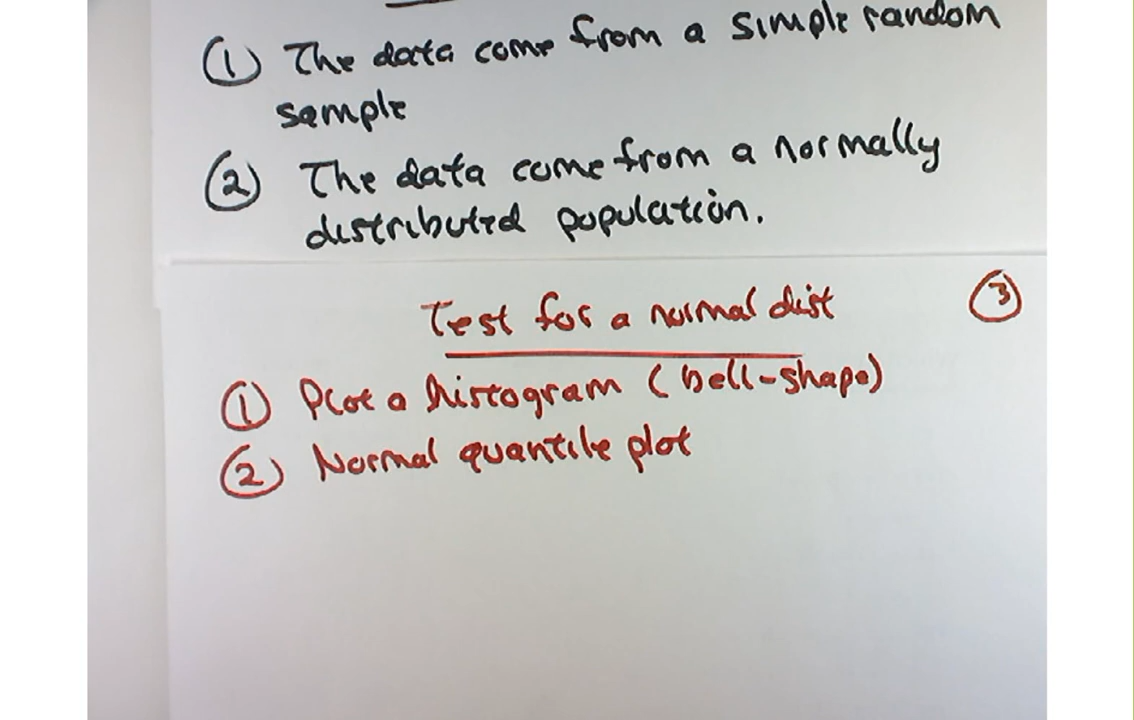 ① The data come from a simple random
sample
② The data come from a normally
distributed population.
Test for a normal dist
③
① Plot a histogram (bell-shape)
② Normal quantile plot